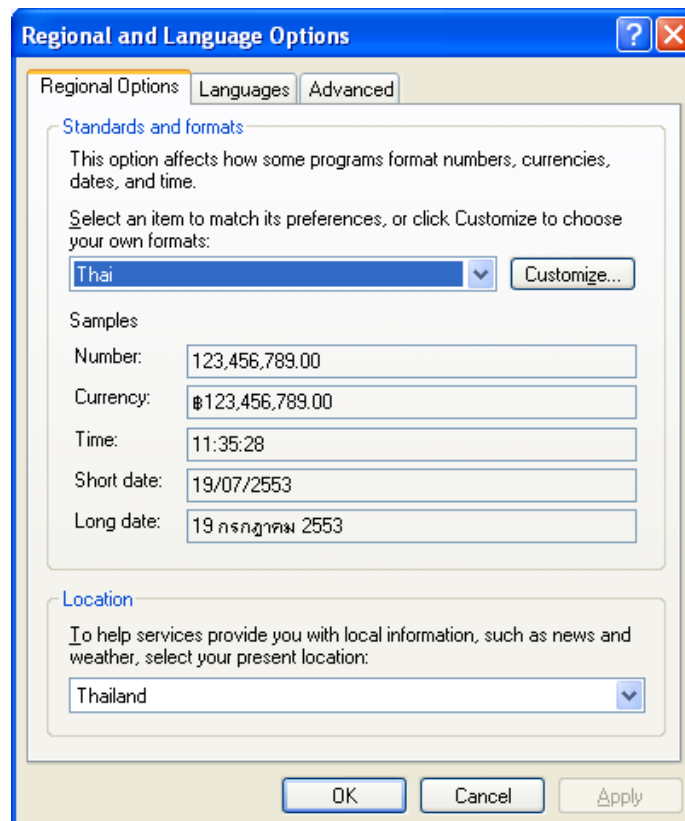 Regional and Language Options
Regional Options Languages Advanced
Standards and formats
This option affects how some programs format numbers, currencies,
dates, and time.
Select an item to match its preferences, or click Customize to choose
your own formats:
Thai Customize...
Samples
Number: 123,456,789.00
Currency: ฿123,456,789.00
Time: 11:35:28
Short date: 19/07/2553
Long date: 19 กรกฎาคม 2553
Location
To help services provide you with local information, such as news and
weather, select your present location:
Thailand
OK Cancel Apply